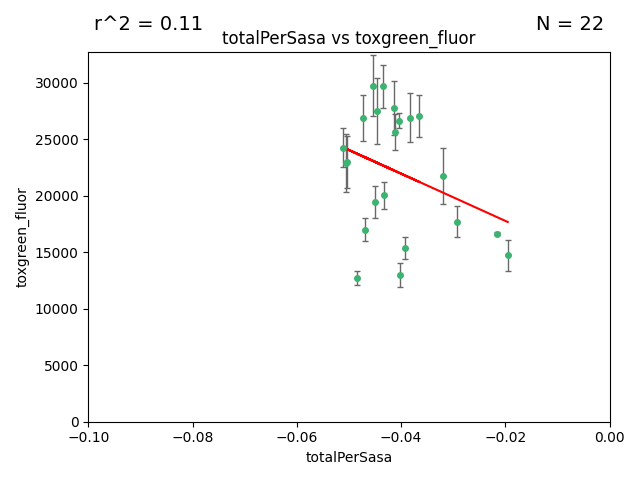 r^2 = 0.11
N = 22
totalPerSasa vs toxgreen_fluor
toxgreen_fluor
30000
25000
20000
15000
10000
5000
0
−0.10
−0.08
−0.06
−0.04
−0.02
0.00
totalPerSasa